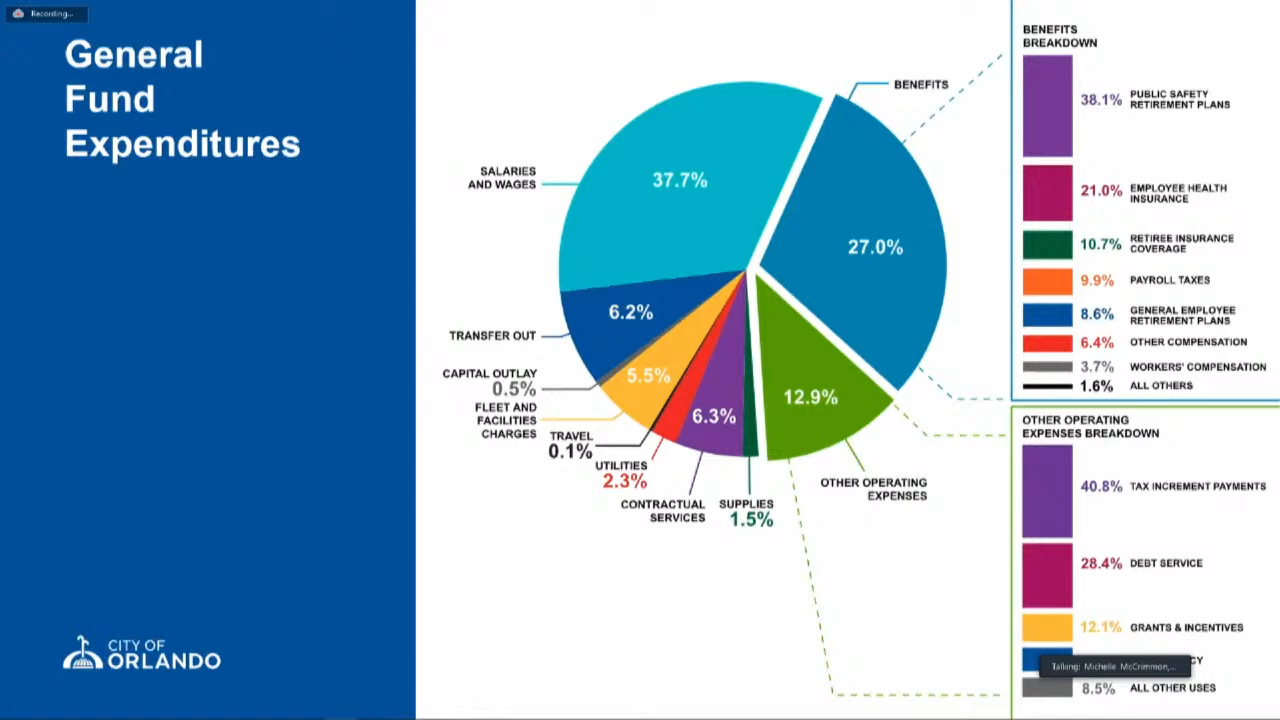 Recording...
General
Fund
Expenditures
CITY OF
ORLANDO
BENEFITS
27.0%
SALARIES
AND WAGES
37.7%
TRANSFER OUT
6.2%
CAPITAL OUTLAY
0.5%
FLEET AND
FACILITIES
CHARGES
5.5%
TRAVEL
0.1%
UTILITIES
2.3%
CONTRACTUAL
SERVICES
6.3%
SUPPLIES
1.5%
OTHER OPERATING
EXPENSES
12.9%
BENEFITS
BREAKDOWN
38.1% PUBLIC SAFETY
RETIREMENT PLANS
21.0% EMPLOYEE HEALTH
INSURANCE
10.7% RETIREE INSURANCE
COVERAGE
9.9% PAYROLL TAXES
8.6% GENERAL EMPLOYEE
RETIREMENT PLANS
6.4% OTHER COMPENSATION
3.7% WORKERS' COMPENSATION
1.6% ALL OTHERS
OTHER OPERATING
EXPENSES BREAKDOWN
40.8% TAX INCREMENT PAYMENTS
28.4% DEBT SERVICE
12.1% GRANTS & INCENTIVES
Talking: Michelle McCrimmon,...
8.5% ALL OTHER USES